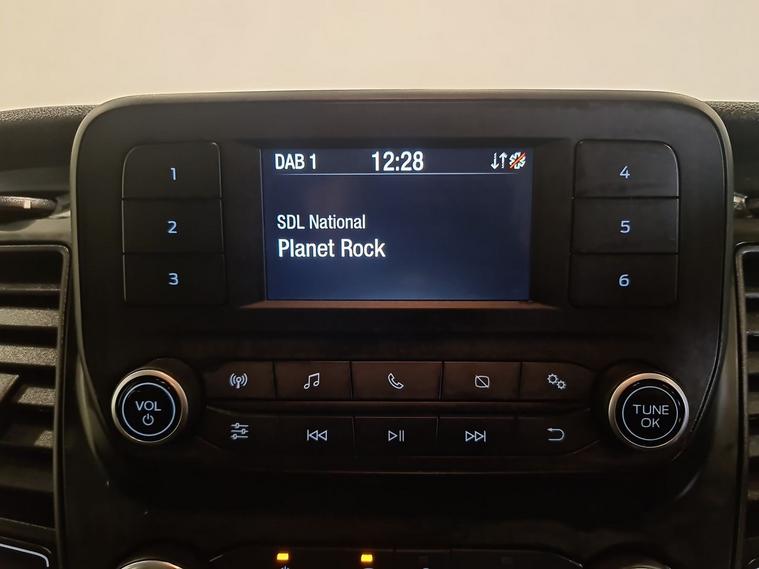 DAB 1 12:28
SDL National
Planet Rock
1
2
3
4
5
6
VOL
TUNE
OK